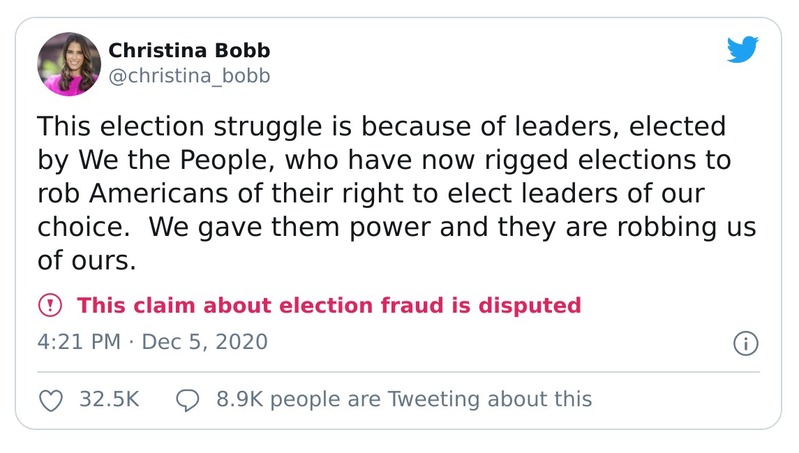 Christina Bobb
@christina_bobb
This election struggle is because of leaders, elected
by We the People, who have now rigged elections to
rob Americans of their right to elect leaders of our
choice.  We gave them power and they are robbing us
of ours.
This claim about election fraud is disputed
4:21 PM · Dec 5, 2020
32.5K 8.9K people are Tweeting about this